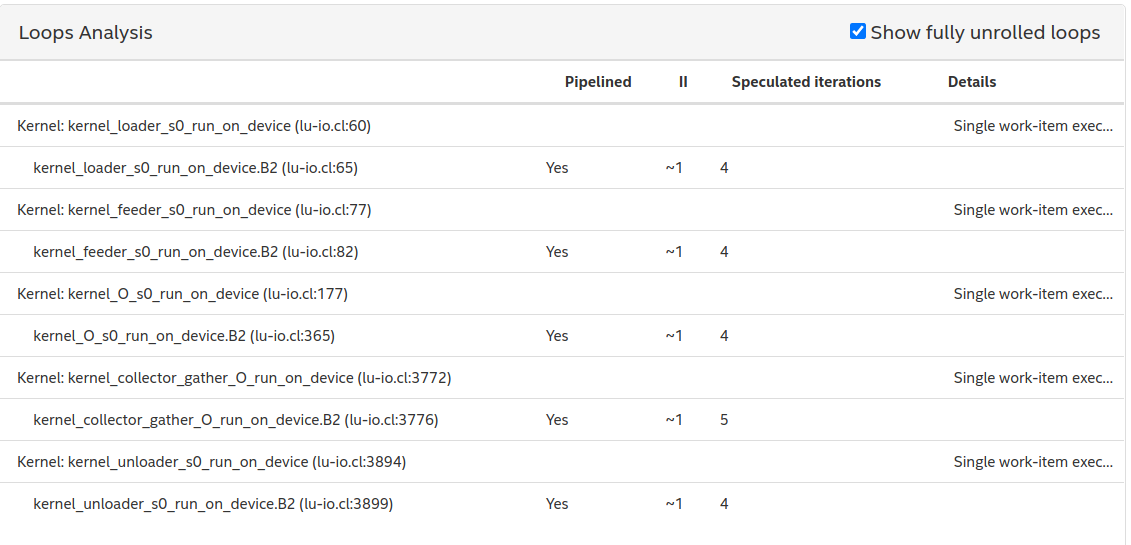 Loops Analysis Show fully unrolled loops
Pipelined II Speculated iterations Details
Kernel: kernel_loader_s0_run_on_device (lu-io.cl:60) Single work-item exec...
kernel_loader_s0_run_on_device.B2 (lu-io.cl:65) Yes ~1 4
Kernel: kernel_feeder_s0_run_on_device (lu-io.cl:77) Single work-item exec...
kernel_feeder_s0_run_on_device.B2 (lu-io.cl:82) Yes ~1 4
Kernel: kernel_O_s0_run_on_device (lu-io.cl:177) Single work-item exec...
kernel_O_s0_run_on_device.B2 (lu-io.cl:365) Yes ~1 4
Kernel: kernel_collector_gather_O_run_on_device (lu-io.cl:3772) Single work-item exec...
kernel_collector_gather_O_run_on_device.B2 (lu-io.cl:3776) Yes ~1 5
Kernel: kernel_unloader_s0_run_on_device (lu-io.cl:3894) Single work-item exec...
kernel_unloader_s0_run_on_device.B2 (lu-io.cl:3899) Yes ~1 4